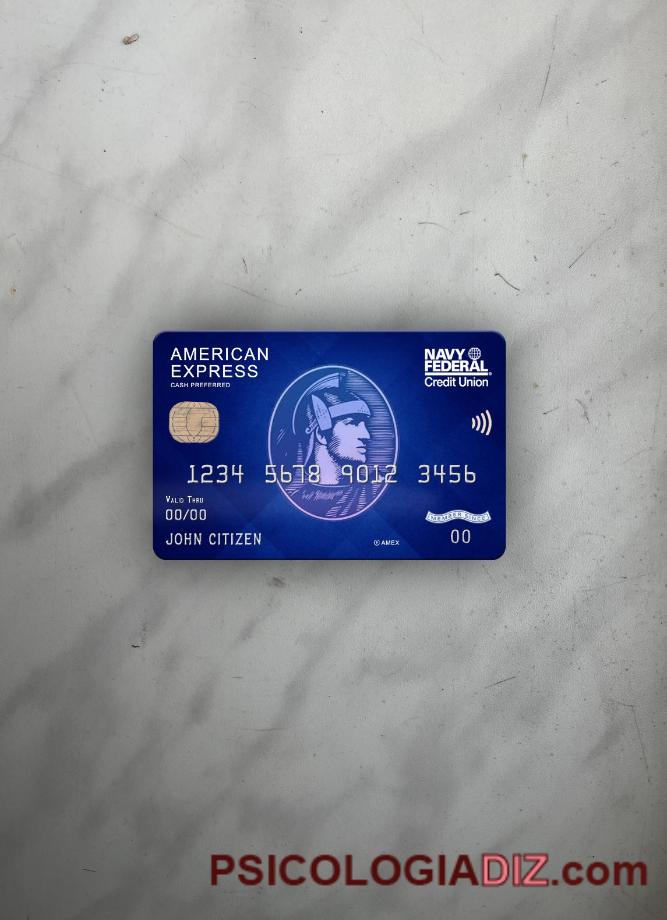 AMERICAN
EXPRESS
CASH PREFERRED
NAVY
FEDERAL®
Credit Union
1234 5678 9012 3456
VALID THRU
00/00
MEMBER SINCE
JOHN CITIZEN
AMEX
00
PSICOLOGIADIZ.com